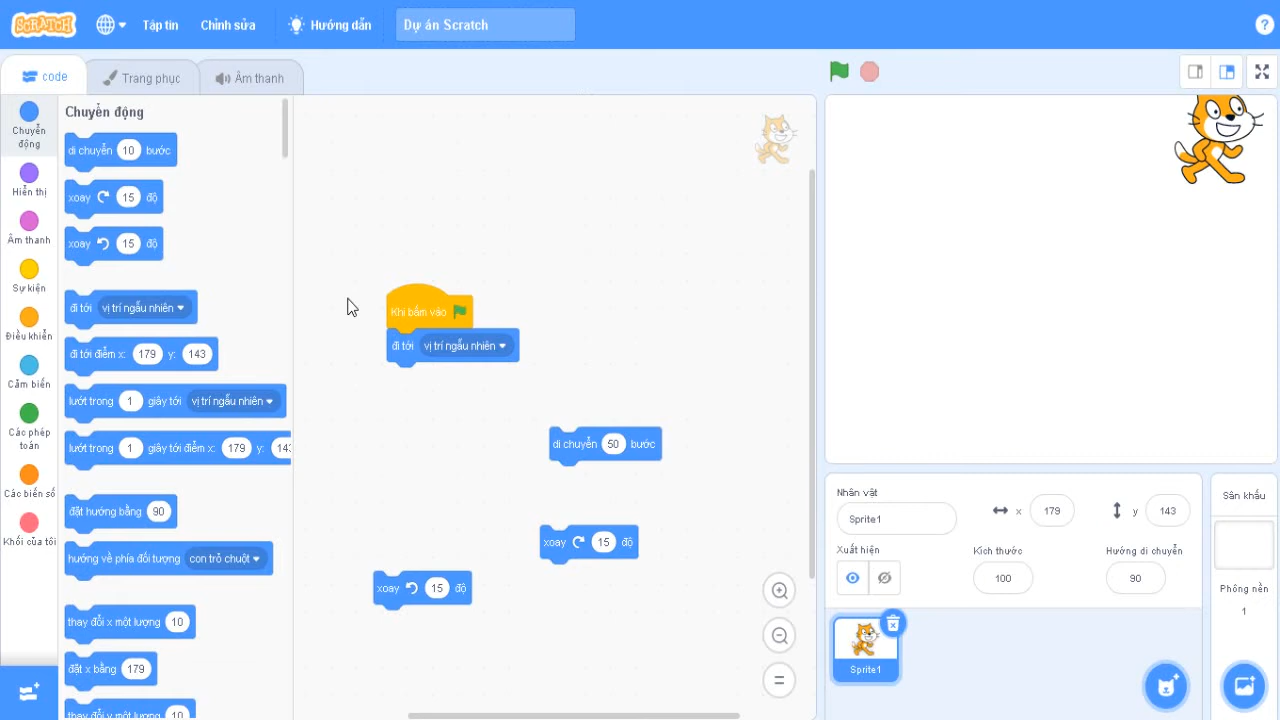 SCRATCH
Tập tin
Chỉnh sửa
Hướng dẫn
Dự án Scratch
?
code
Trang phục
Âm thanh
Chuyển động
Hiển thị
Âm thanh
Sự kiện
Điều khiển
Cảm biến
Các phép toán
Các biến số
Khối của tôi
Chuyển động
di chuyển 10 bước
xoay 15 độ
xoay 15 độ
đi tới vị trí ngẫu nhiên
đi tới điểm x: 179 y: 143
lướt trong 1 giây tới vị trí ngẫu nhiên
lướt trong 1 giây tới điểm x: 179 y: 143
đặt hướng bằng 90
hướng về phía đối tượng con trỏ chuột
thay đổi x một lượng 10
đặt x bằng 179
thay đổi y một lượng 10
Khi bấm vào
đi tới vị trí ngẫu nhiên
di chuyển 50 bước
xoay 15 độ
xoay 15 độ
Nhân vật
Sprite1
x 179
y 143
Xuất hiện
Kích thước
100
Hướng di chuyển
90
Sprite1
Sân khấu
Phông nền
1